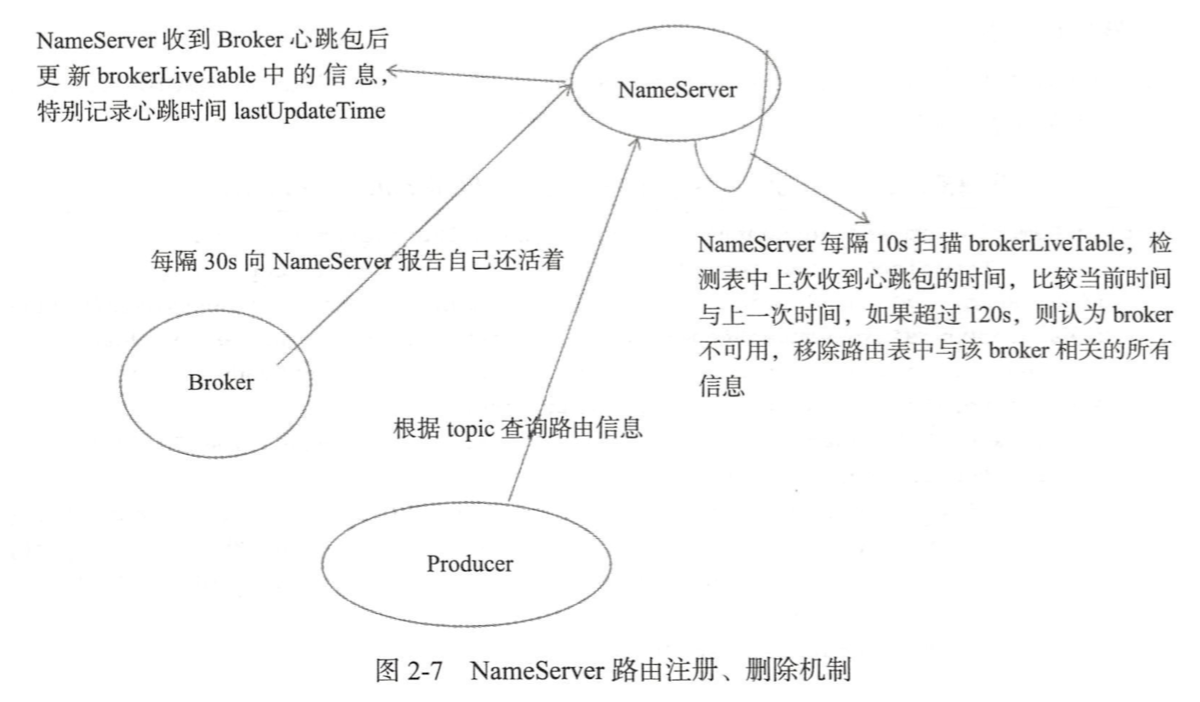 NameServer 收到 Broker 心跳包后
更新 brokerLiveTable 中的信息,
特别记录心跳时间 lastUpdateTime
NameServer
每隔 30s 向 NameServer 报告自己还活着
NameServer 每隔 10s 扫描 brokerLiveTable，检
测表中上次收到心跳包的时间，比较当前时间
与上一次时间，如果超过 120s，则认为 broker
不可用，移除路由表中与该 broker 相关的所有
信息
Broker
根据 topic 查询路由信息
Producer
图 2-7 NameServer 路由注册、删除机制